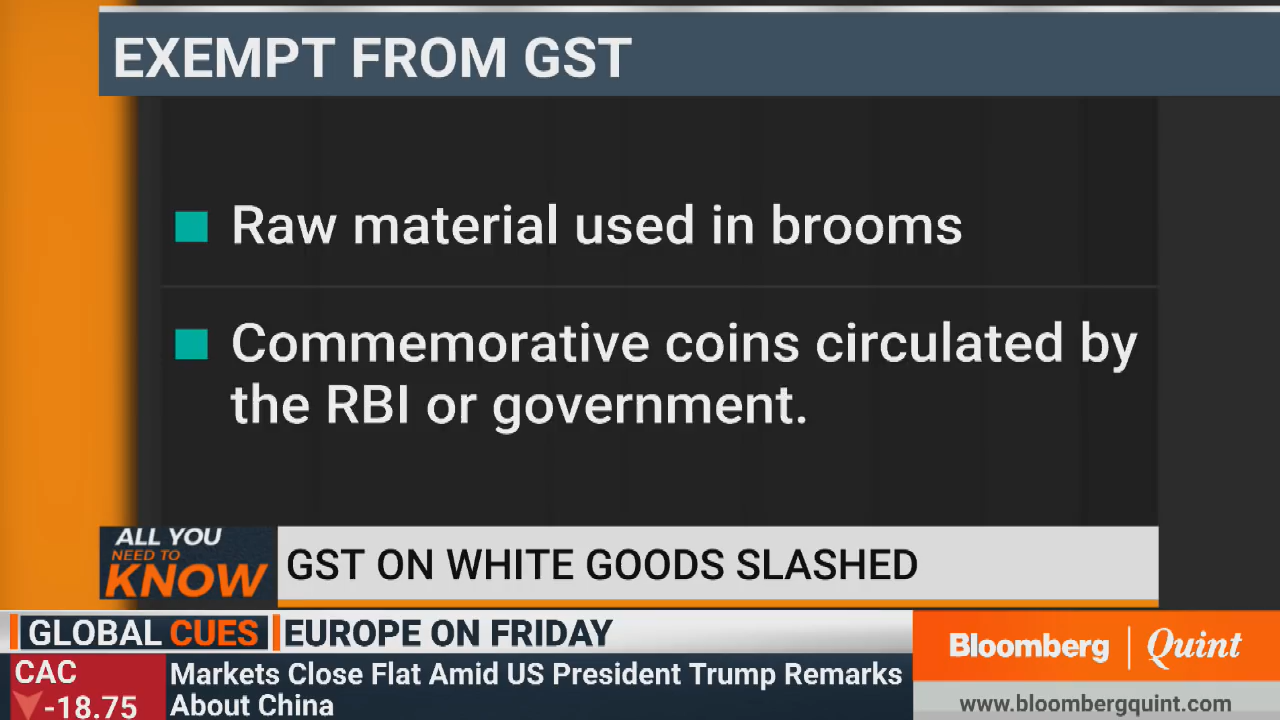 EXEMPT FROM GST
Raw material used in brooms
Commemorative coins circulated by
the RBI or government.
ALL YOU
NEED TO
KNOW
GST ON WHITE GOODS SLASHED
GLOBAL CUES
EUROPE ON FRIDAY
CAC
-18.75
Markets Close Flat Amid US President Trump Remarks
About China
Bloomberg | Quint
www.bloombergquint.com